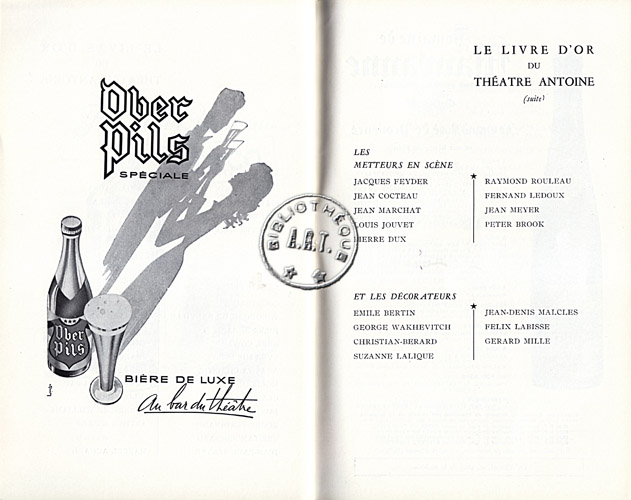 Ober
Pils
SPÉCIALE
Ober
Pils
BIÈRE DE LUXE
Au bar du théâtre
BIBLIOTHÈQUE
A.R.T.
LE LIVRE D'OR
DU
THÉATRE ANTOINE
(suite)
LES
METTEURS EN SCÈNE
JACQUES FEYDER
JEAN COCTEAU
JEAN MARCHAT
LOUIS JOUVET
PIERRE DUX
RAYMOND ROULEAU
FERNAND LEDOUX
JEAN MEYER
PETER BROOK
ET LES DÉCORATEURS
EMILE BERTIN
GEORGE WAKHEVITCH
CHRISTIAN-BERARD
SUZANNE LALIQUE
JEAN-DENIS MALCLES
FELIX LABISSE
GERARD MILLE